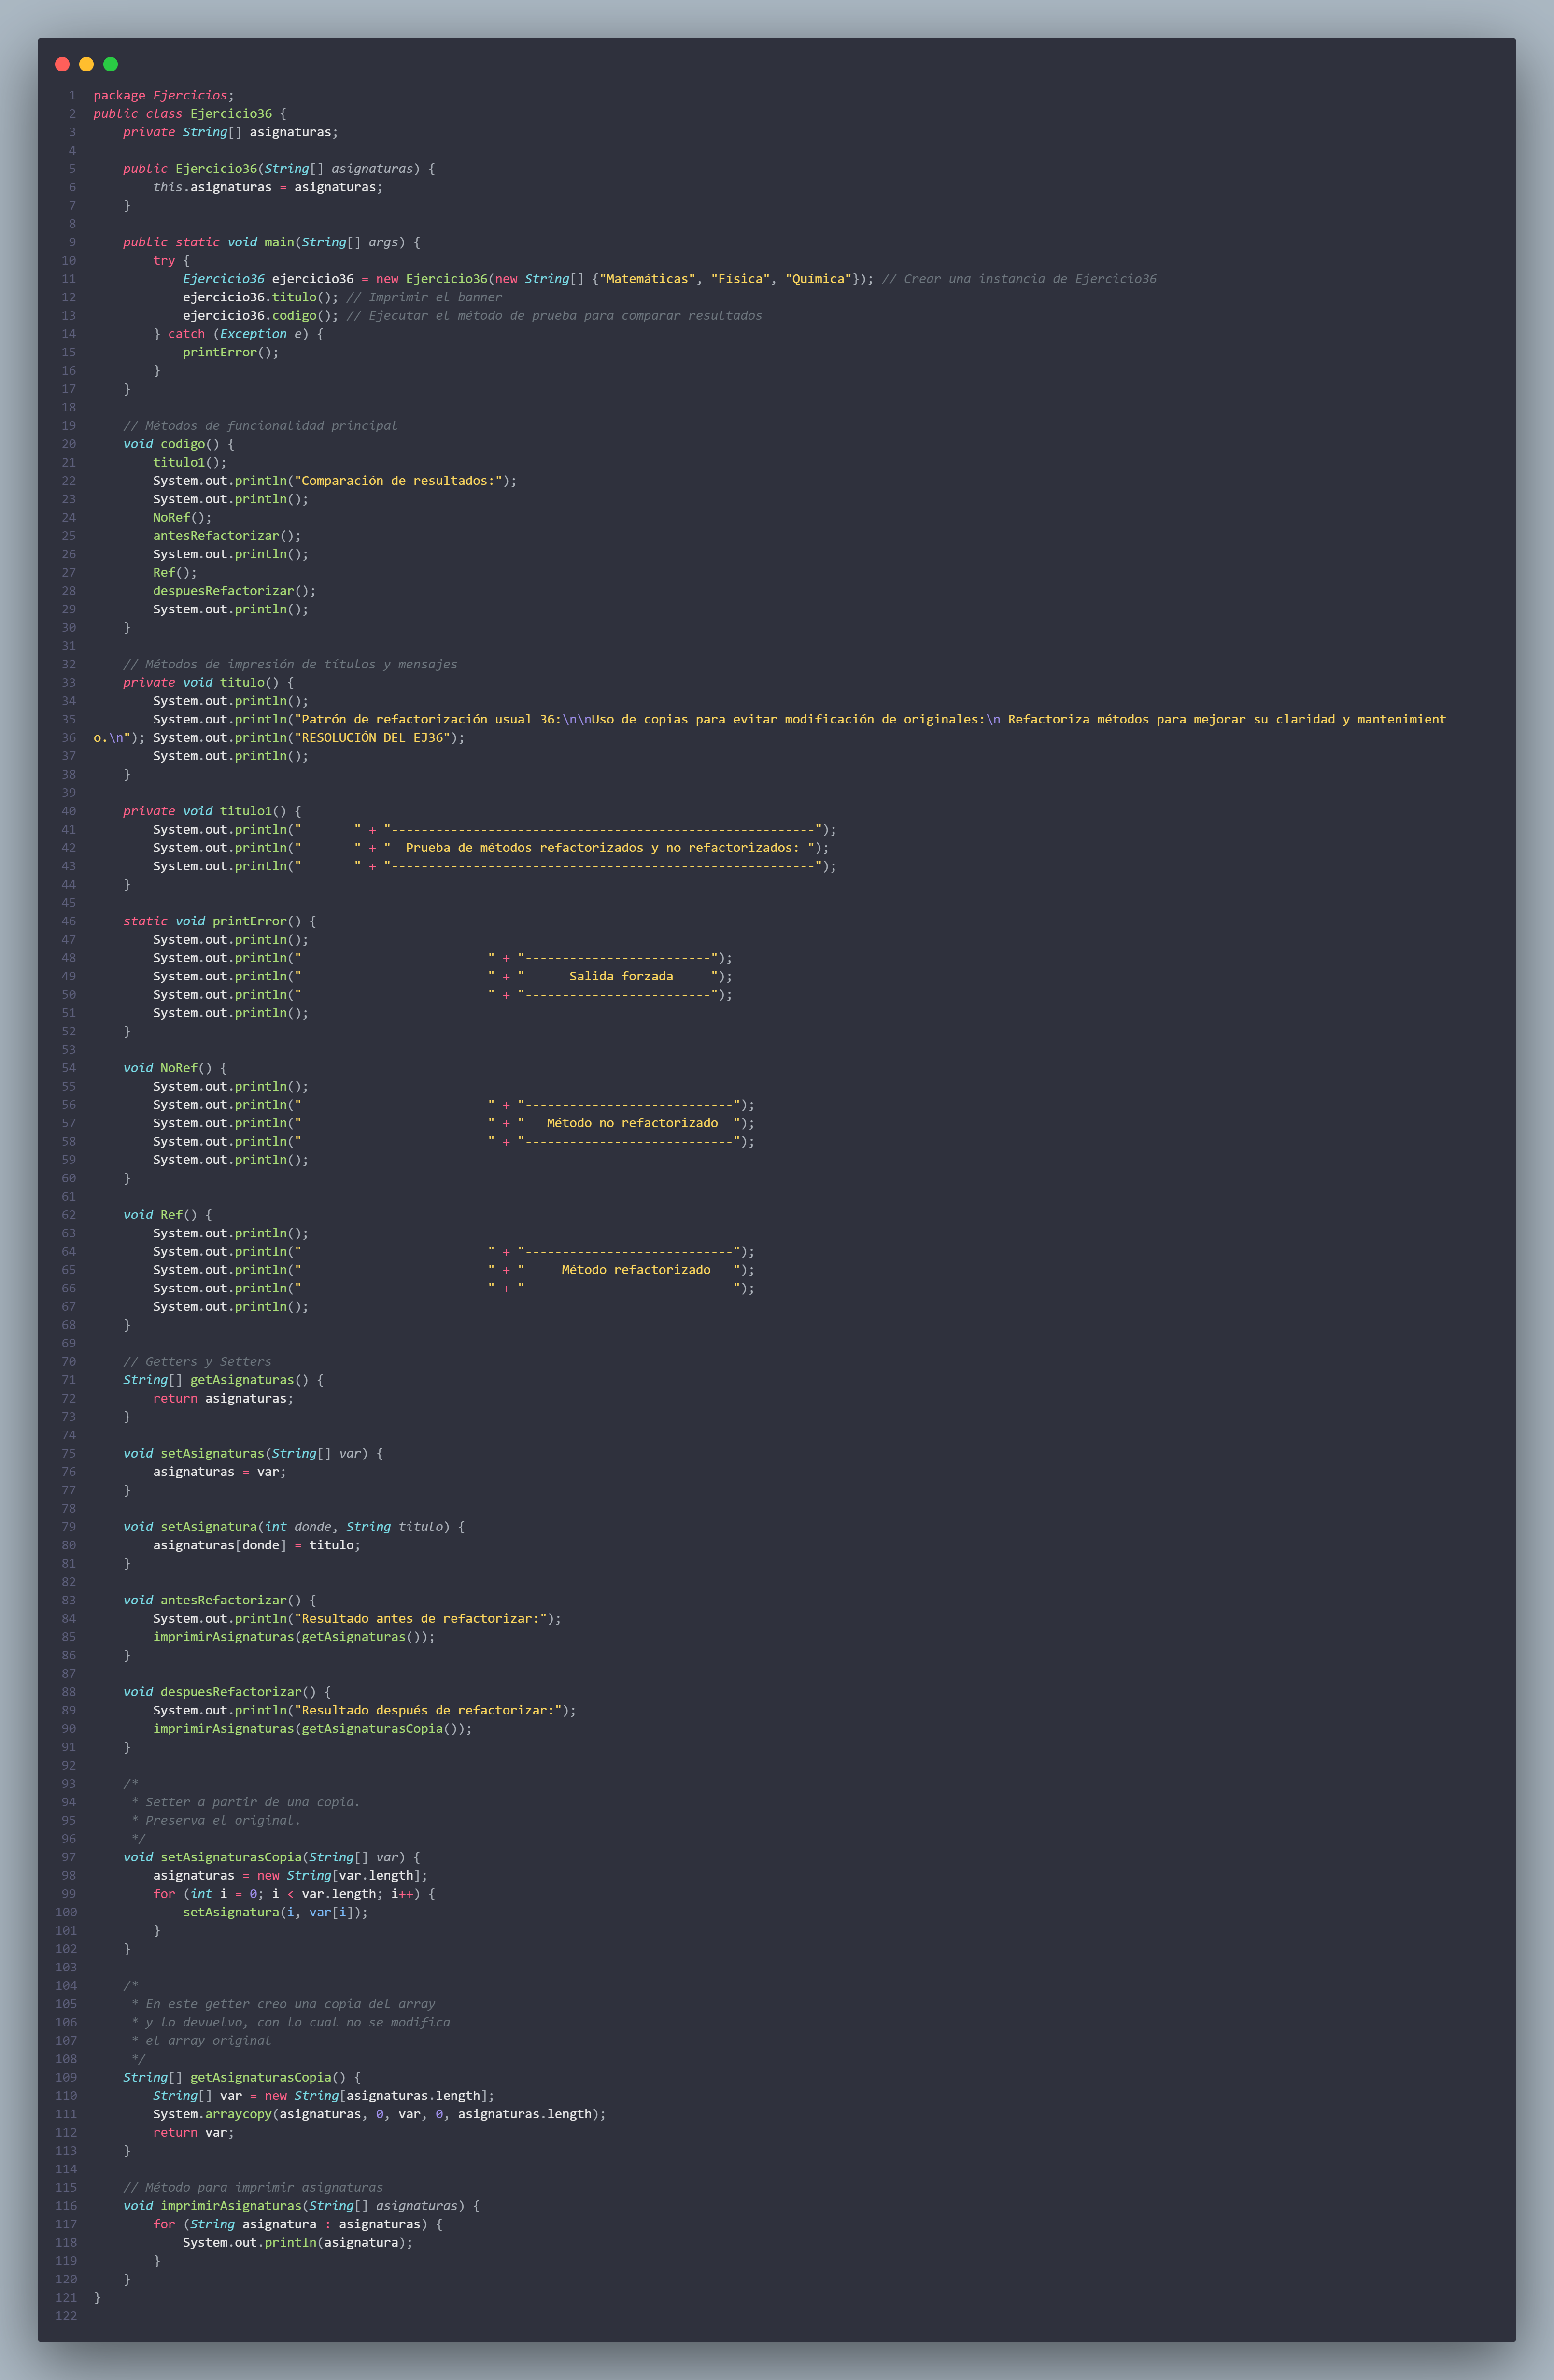 1 package Ejercicios;
2 public class Ejercicio36 {
3     private String[] asignaturas;
4
5     public Ejercicio36(String[] asignaturas) {
6         this.asignaturas = asignaturas;
7     }
8
9     public static void main(String[] args) {
10         try {
11             Ejercicio36 ejercicio36 = new Ejercicio36(new String[] {"Matemáticas", "Física", "Química"}); // Crear una instancia de Ejercicio36
12             ejercicio36.titulo(); // Imprimir el banner
13             ejercicio36.codigo(); // Ejecutar el método de prueba para comparar resultados
14         } catch (Exception e) {
15             printError();
16         }
17     }
18
19     // Métodos de funcionalidad principal
20     void codigo() {
21         titulo1();
22         System.out.println("Comparación de resultados:");
23         System.out.println();
24         NoRef();
25         antesRefactorizar();
26         System.out.println();
27         Ref();
28         despuesRefactorizar();
29         System.out.println();
30     }
31
32     // Métodos de impresión de títulos y mensajes
33     private void titulo() {
34         System.out.println();
35         System.out.println("Patrón de refactorización usual 36:\n\nUso de copias para evitar modificación de originales:\n Refactoriza métodos para mejorar su claridad y mantenimient
36 o.\n"); System.out.println("RESOLUCIÓN DEL EJ36");
37         System.out.println();
38     }
39
40     private void titulo1() {
41         System.out.println("       " + "---------------------------------------------------------");
42         System.out.println("       " + "  Prueba de métodos refactorizados y no refactorizados: ");
43         System.out.println("       " + "---------------------------------------------------------");
44     }
45
46     static void printError() {
47         System.out.println();
48         System.out.println("                         " + "-------------------------");
49         System.out.println("                         " + "      Salida forzada     ");
50         System.out.println("                         " + "-------------------------");
51         System.out.println();
52     }
53
54     void NoRef() {
55         System.out.println();
56         System.out.println("                         " + "----------------------------");
57         System.out.println("                         " + "   Método no refactorizado  ");
58         System.out.println("                         " + "----------------------------");
59         System.out.println();
60     }
61
62     void Ref() {
63         System.out.println();
64         System.out.println("                         " + "----------------------------");
65         System.out.println("                         " + "     Método refactorizado   ");
66         System.out.println("                         " + "----------------------------");
67         System.out.println();
68     }
69
70     // Getters y Setters
71     String[] getAsignaturas() {
72         return asignaturas;
73     }
74
75     void setAsignaturas(String[] var) {
76         asignaturas = var;
77     }
78
79     void setAsignatura(int donde, String titulo) {
80         asignaturas[donde] = titulo;
81     }
82
83     void antesRefactorizar() {
84         System.out.println("Resultado antes de refactorizar:");
85         imprimirAsignaturas(getAsignaturas());
86     }
87
88     void despuesRefactorizar() {
89         System.out.println("Resultado después de refactorizar:");
90         imprimirAsignaturas(getAsignaturasCopia());
91     }
92
93     /*
94      * Setter a partir de una copia.
95      * Preserva el original.
96      */
97     void setAsignaturasCopia(String[] var) {
98         asignaturas = new String[var.length];
99         for (int i = 0; i < var.length; i++) {
100             setAsignatura(i, var[i]);
101         }
102     }
103
104     /*
105      * En este getter creo una copia del array
106      * y lo devuelvo, con lo cual no se modifica
107      * el array original
108      */
109     String[] getAsignaturasCopia() {
110         String[] var = new String[asignaturas.length];
111         System.arraycopy(asignaturas, 0, var, 0, asignaturas.length);
112         return var;
113     }
114
115     // Método para imprimir asignaturas
116     void imprimirAsignaturas(String[] asignaturas) {
117         for (String asignatura : asignaturas) {
118             System.out.println(asignatura);
119         }
120     }
121 }
122